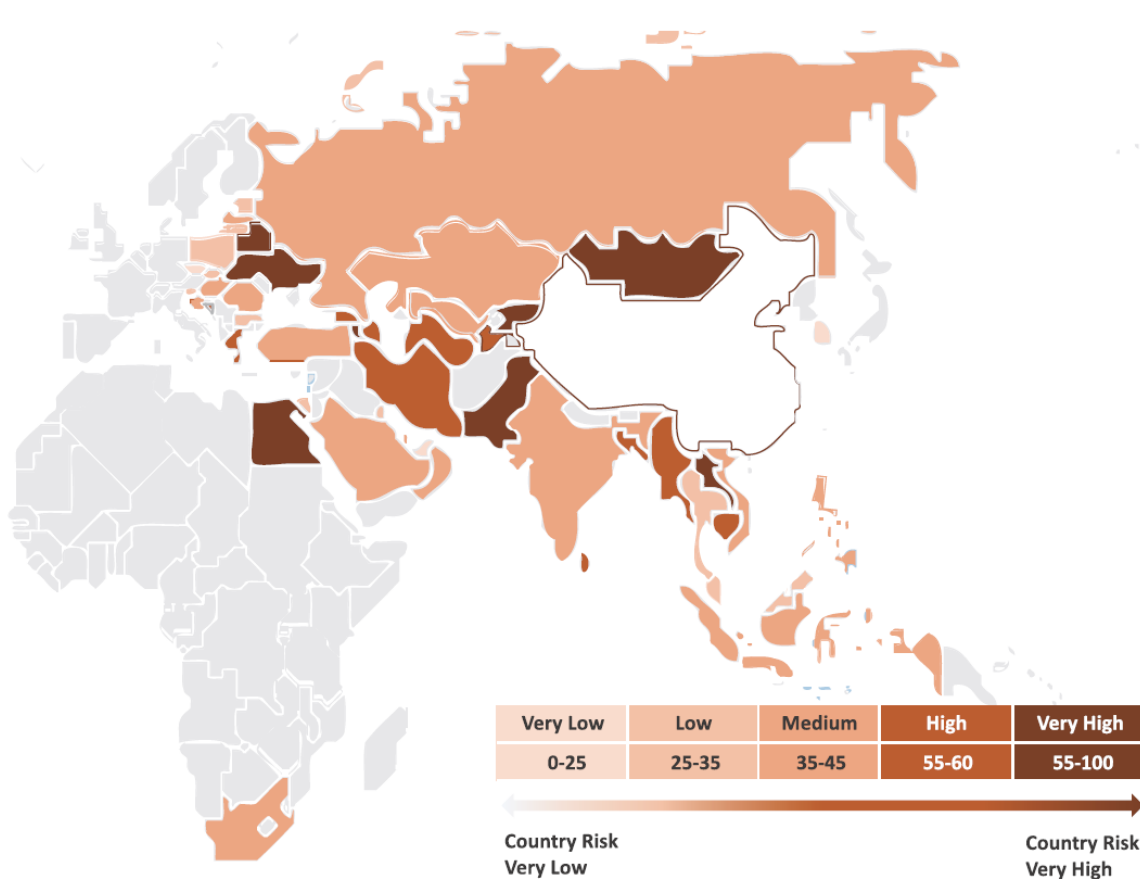 Very Low Low Medium High Very High
0-25 25-35 35-45 55-60 55-100
Country Risk Country Risk
Very Low Very High